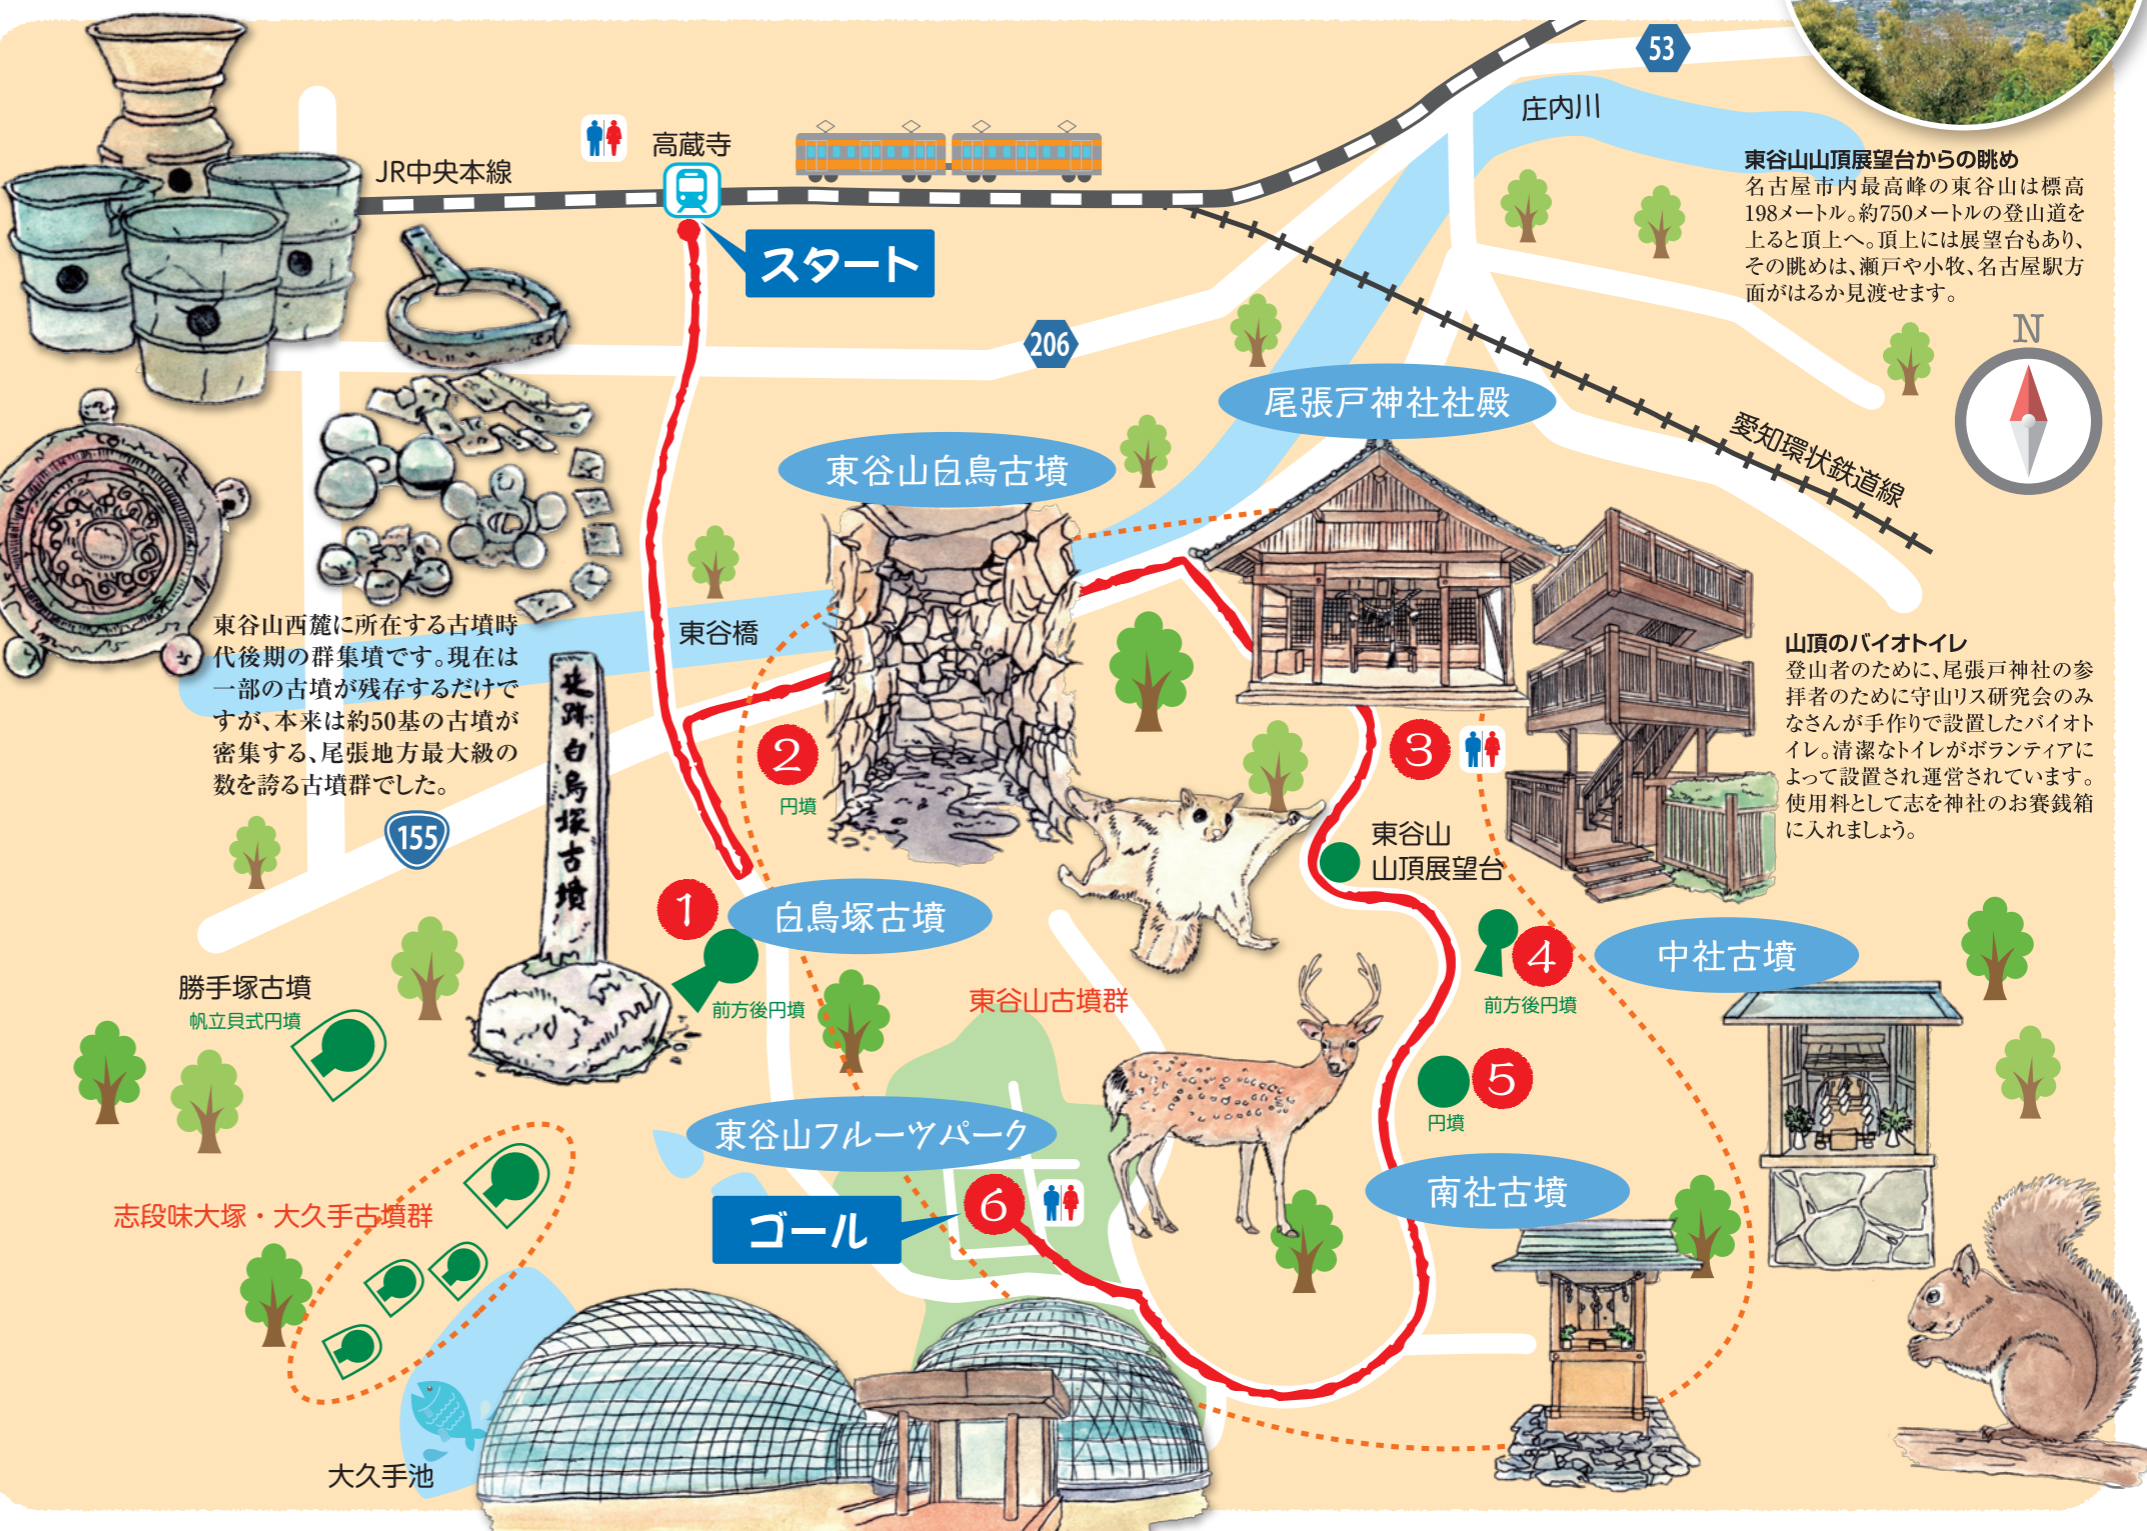 53
庄内川
高蔵寺
JR中央本線
スタート
東谷山山頂展望台からの眺め
名古屋市内最高峰の東谷山は標高
198メートル。約750メートルの登山道を
上ると頂上へ。頂上には展望台もあり、
その眺めは、瀬戸や小牧、名古屋駅方
面がはるか見渡せます。
N
206
尾張戸神社社殿
愛知環状鉄道線
東谷山白鳥古墳
東谷山西麓に所在する古墳時
代後期の群集墳です。現在は
一部の古墳が残存するだけで
すが、本来は約50基の古墳が
密集する、尾張地方最大級の
数を誇る古墳群でした。
東谷橋
史跡白鳥塚古墳
山頂のバイオトイレ
登山者のために、尾張戸神社の参
拝者のために守山リス研究会のみ
なさんが手作りで設置したバイオト
イレ。清潔なトイレがボランティアに
よって設置され運営されています。
使用料として志を神社のお賽銭箱
に入れましょう。
2
円墳
3
155
東谷山
山頂展望台
1
白鳥塚古墳
前方後円墳
4
前方後円墳
中社古墳
勝手塚古墳
帆立貝式円墳
東谷山古墳群
5
円墳
東谷山フルーツパーク
南社古墳
6
ゴール
志段味大塚・大久手古墳群
大久手池